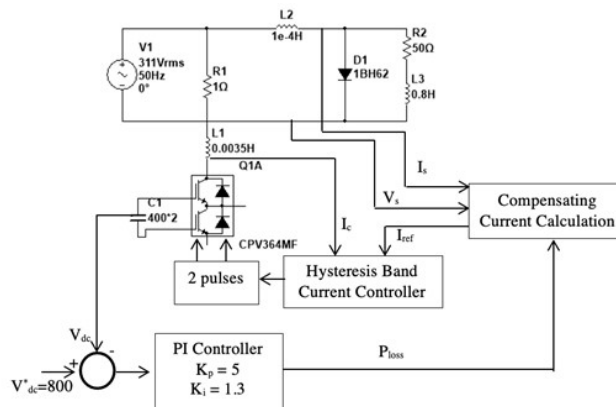 L2
1e-4H
V1
311Vrms
50Hz
0°
R1
1Ω
D1
1BH62
R2
50Ω
L3
0.8H
L1
0.0035H
Q1A
C1
400*2
CPV364MF
I_s
V_s
I_c
I_ref
Compensating
Current Calculation
2 pulses
Hysteresis Band
Current Controller
V_dc
+
-
V*_dc=800
PI Controller
K_p = 5
K_i = 1.3
P_loss